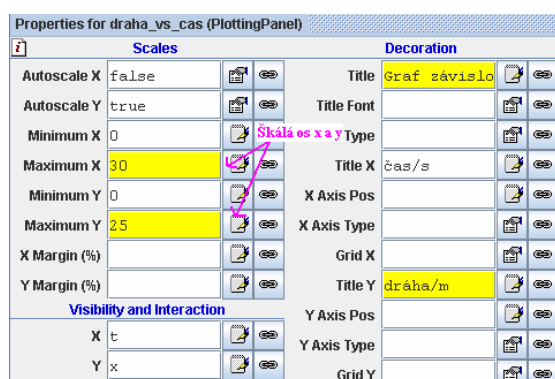 Properties for draha_vs_cas (PlottingPanel)
i Scales Decoration
Autoscale X false Title Graf závislo
Autoscale Y true Title Font
Minimum X 0 Škálá os x a y Type
Maximum X 30 Title X čas/s
Minimum Y 0 X Axis Pos
Maximum Y 25 X Axis Type
X Margin (%) Grid X
Y Margin (%) Title Y dráha/m
Visibility and Interaction Y Axis Pos
X t Y Axis Type
Y x Grid Y